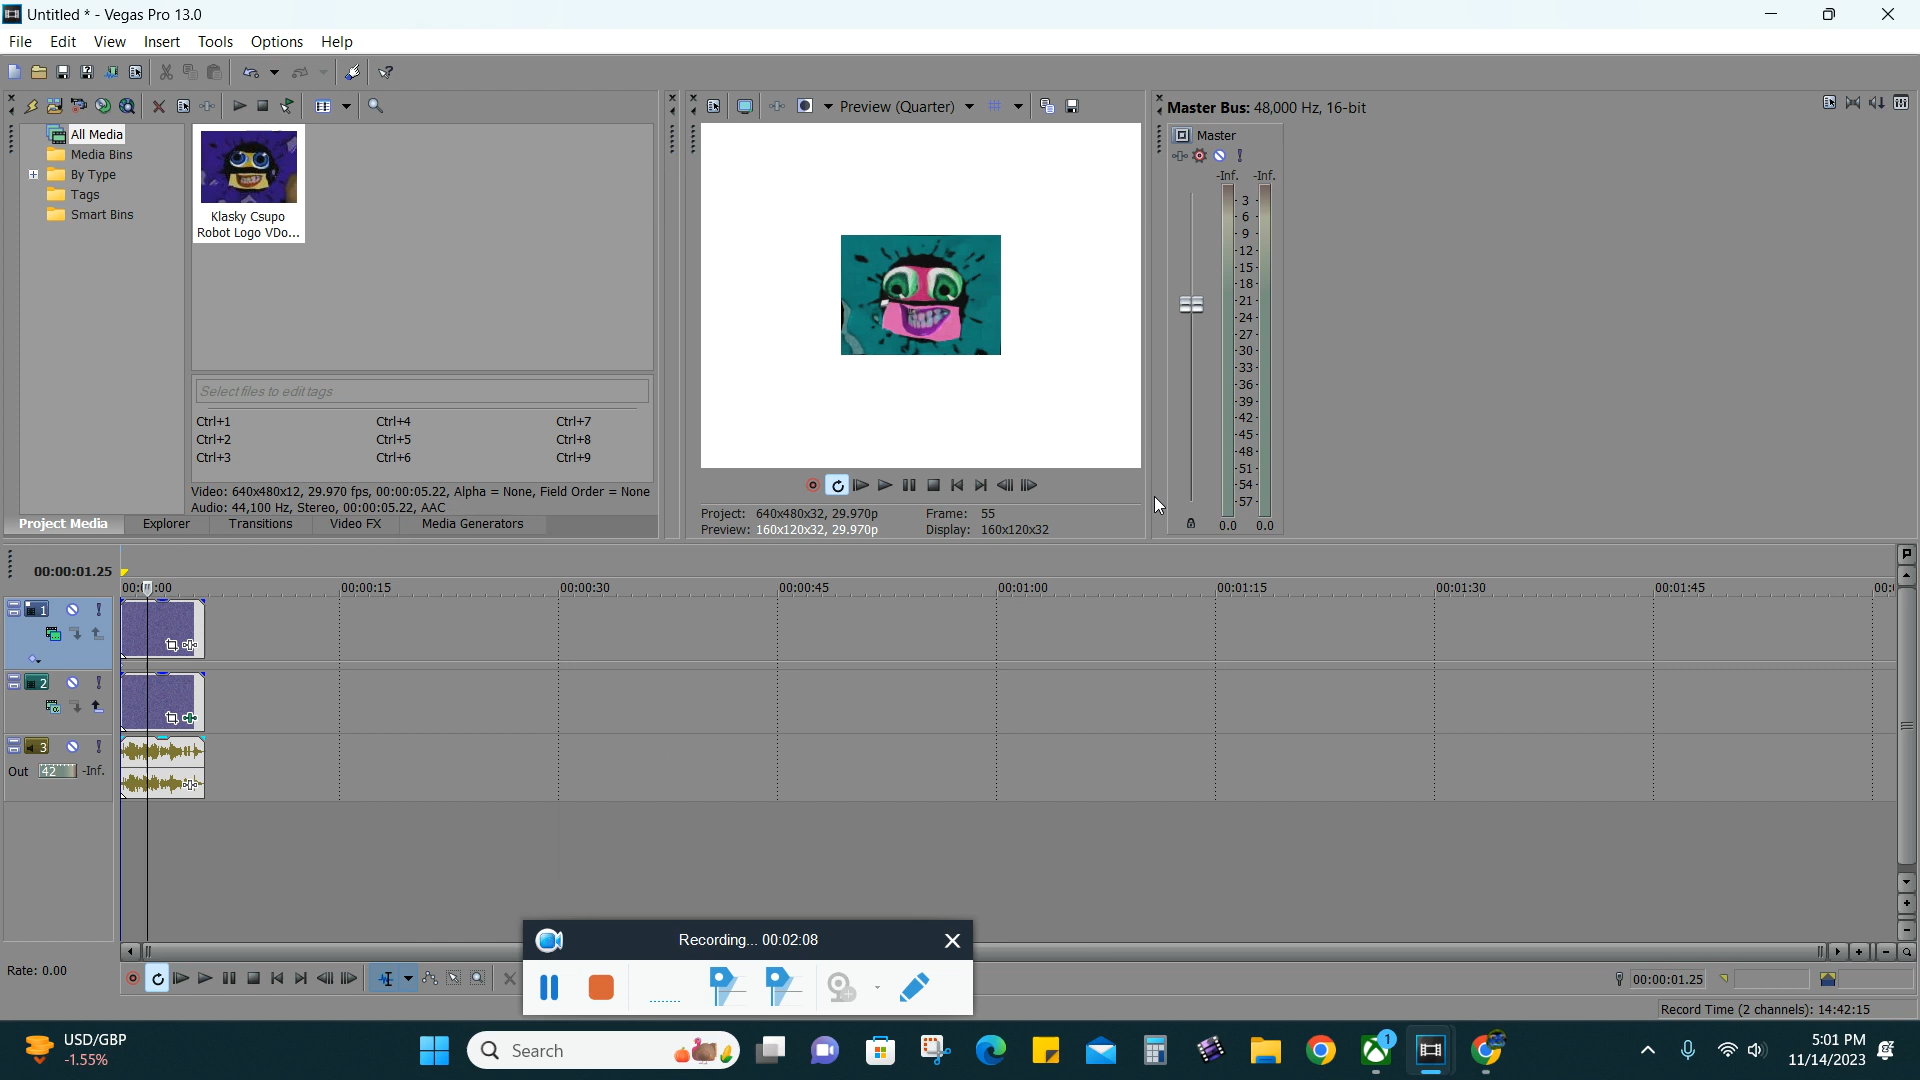 Untitled * - Vegas Pro 13.0
File Edit View Insert Tools Options Help
Preview (Quarter)
Master Bus: 48,000 Hz, 16-bit
All Media
Media Bins
By Type
Tags
Smart Bins
Klasky Csupo
Robot Logo VDo...
Select files to edit tags
Ctrl+1 Ctrl+4 Ctrl+7
Ctrl+2 Ctrl+5 Ctrl+8
Ctrl+3 Ctrl+6 Ctrl+9
Video: 640x480x12, 29.970 fps, 00:00:05.22, Alpha = None, Field Order = None
Audio: 44,100 Hz, Stereo, 00:00:05.22, AAC
Project Media Explorer Transitions Video FX Media Generators
Project: 640x480x32, 29.970p Frame: 55
Preview: 160x120x32, 29.970p Display: 160x120x32
Master
-Inf. -Inf.
3
6
9
-12-
-15-
-18-
-21-
-24-
-27-
-30-
-33-
-36-
-39-
-42-
-45-
-48-
-51-
-54-
-57-
0.0 0.0
00:00:01.25
00:00:15 00:00:30 00:00:45 00:01:00 00:01:15 00:01:30 00:01:45
1
2
3
Out 42 -Inf.
Rate: 0.00
Recording... 00:02:08
00:00:01.25
Record Time (2 channels): 14:42:15
USD/GBP
-1.55%
Search
1
5:01 PM
11/14/2023